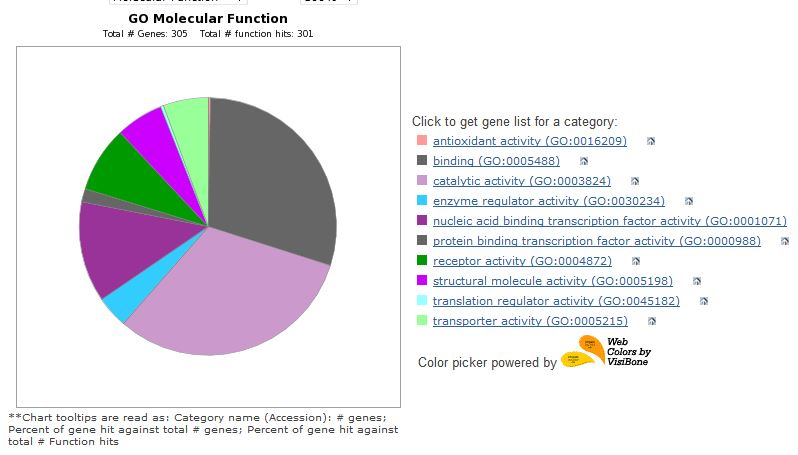 GO Molecular Function
Total # Genes: 305 Total # function hits: 301
Click to get gene list for a category:
antioxidant activity (GO:0016209)
binding (GO:0005488)
catalytic activity (GO:0003824)
enzyme regulator activity (GO:0030234)
nucleic acid binding transcription factor activity (GO:0001071)
protein binding transcription factor activity (GO:0000988)
receptor activity (GO:0004872)
structural molecule activity (GO:0005198)
translation regulator activity (GO:0045182)
transporter activity (GO:0005215)
Color picker powered by
Web
Colors by
VisiBone
**Chart tooltips are read as: Category name (Accession): # genes;
Percent of gene hit against total # genes; Percent of gene hit against
total # Function hits